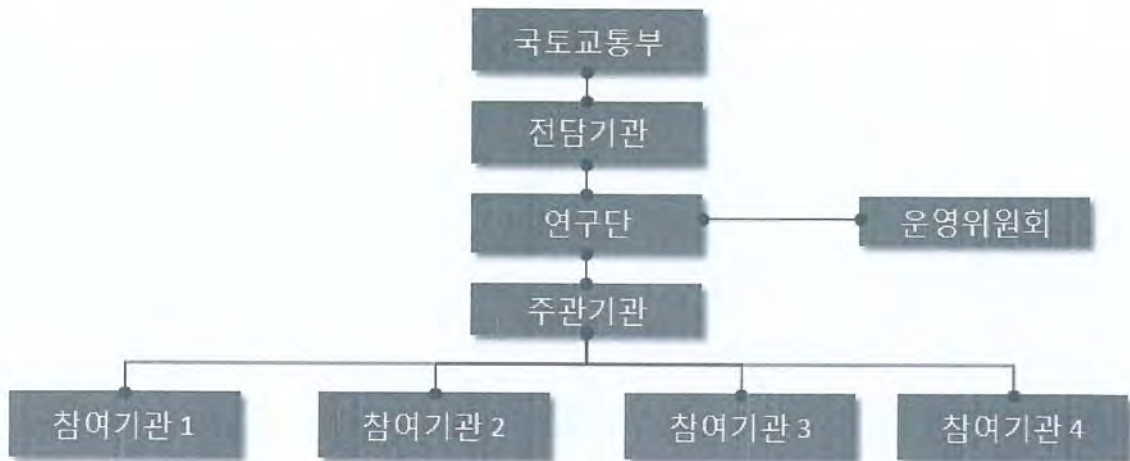 국토교통부
전담기관
연구단
운영위원회
주관기관
참여기관 1
참여기관 2
참여기관 3
참여기관 4